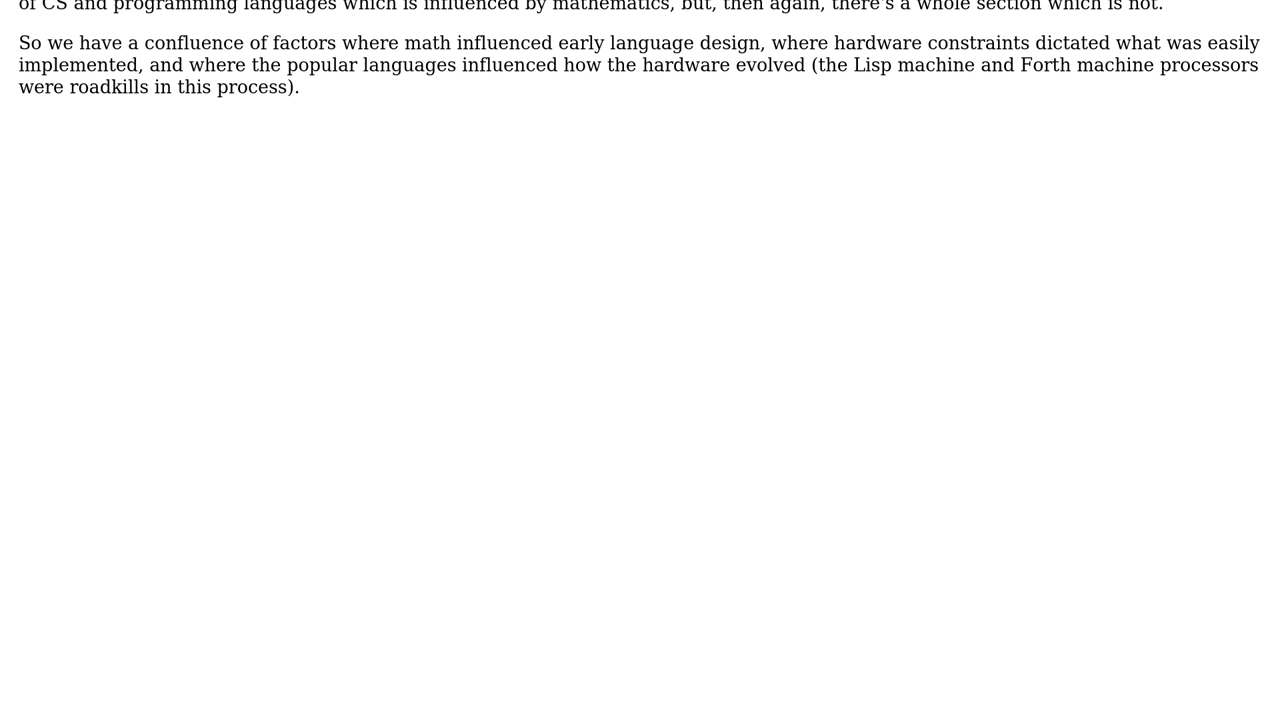 of CS and programming languages which is influenced by mathematics, but, then again, there's a whole section which is not.
So we have a confluence of factors where math influenced early language design, where hardware constraints dictated what was easily
implemented, and where the popular languages influenced how the hardware evolved (the Lisp machine and Forth machine processors
were roadkills in this process).